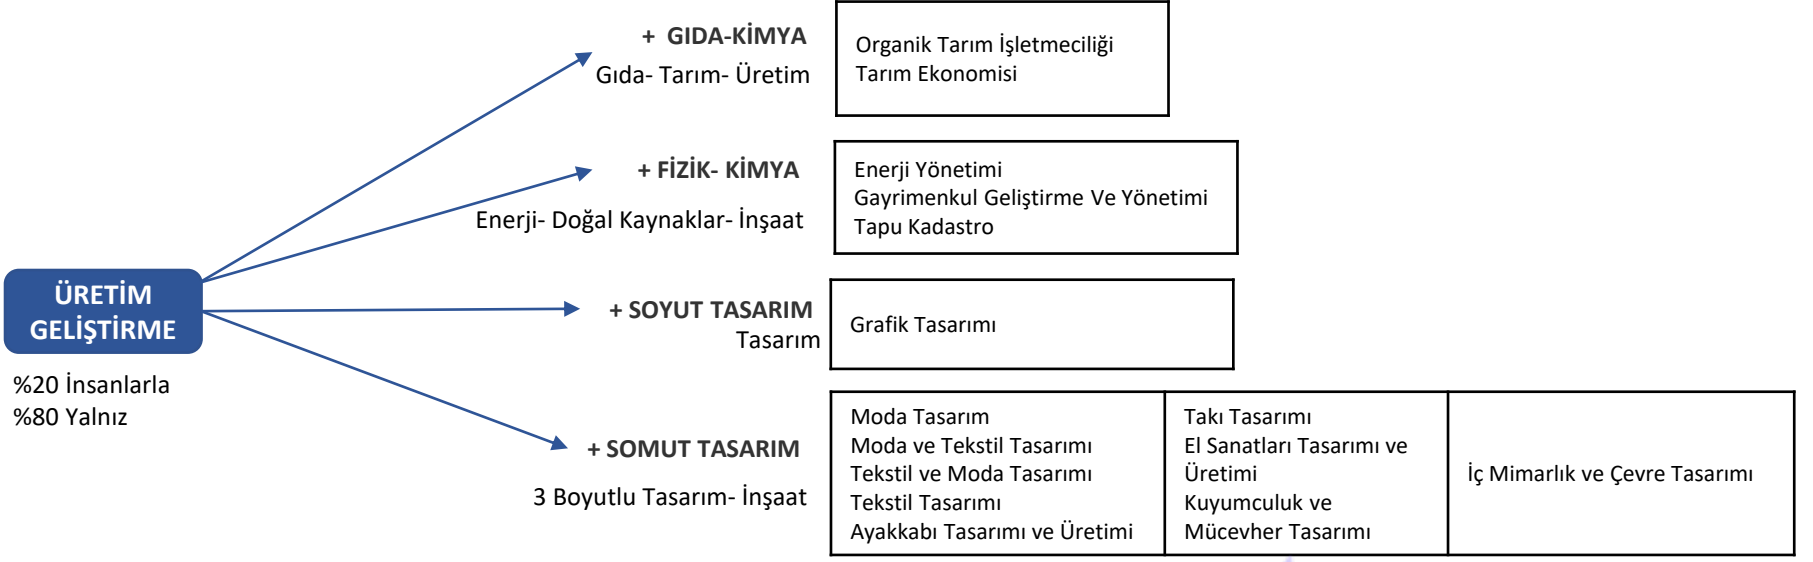 + GIDA-KİMYA
Gıda- Tarım- Üretim
Organik Tarım İşletmeciliği
Tarım Ekonomisi
+ FİZİK- KİMYA
Enerji- Doğal Kaynaklar- İnşaat
Enerji Yönetimi
Gayrimenkul Geliştirme Ve Yönetimi
Tapu Kadastro
ÜRETİM
GELİŞTİRME
%20 İnsanlarla
%80 Yalnız
+ SOYUT TASARIM
Tasarım
Grafik Tasarımı
+ SOMUT TASARIM
3 Boyutlu Tasarım- İnşaat
Moda Tasarım
Moda ve Tekstil Tasarımı
Tekstil ve Moda Tasarımı
Tekstil Tasarımı
Ayakkabı Tasarımı ve Üretimi
Takı Tasarımı
El Sanatları Tasarımı ve
Üretimi
Kuyumculuk ve
Mücevher Tasarımı
İç Mimarlık ve Çevre Tasarımı